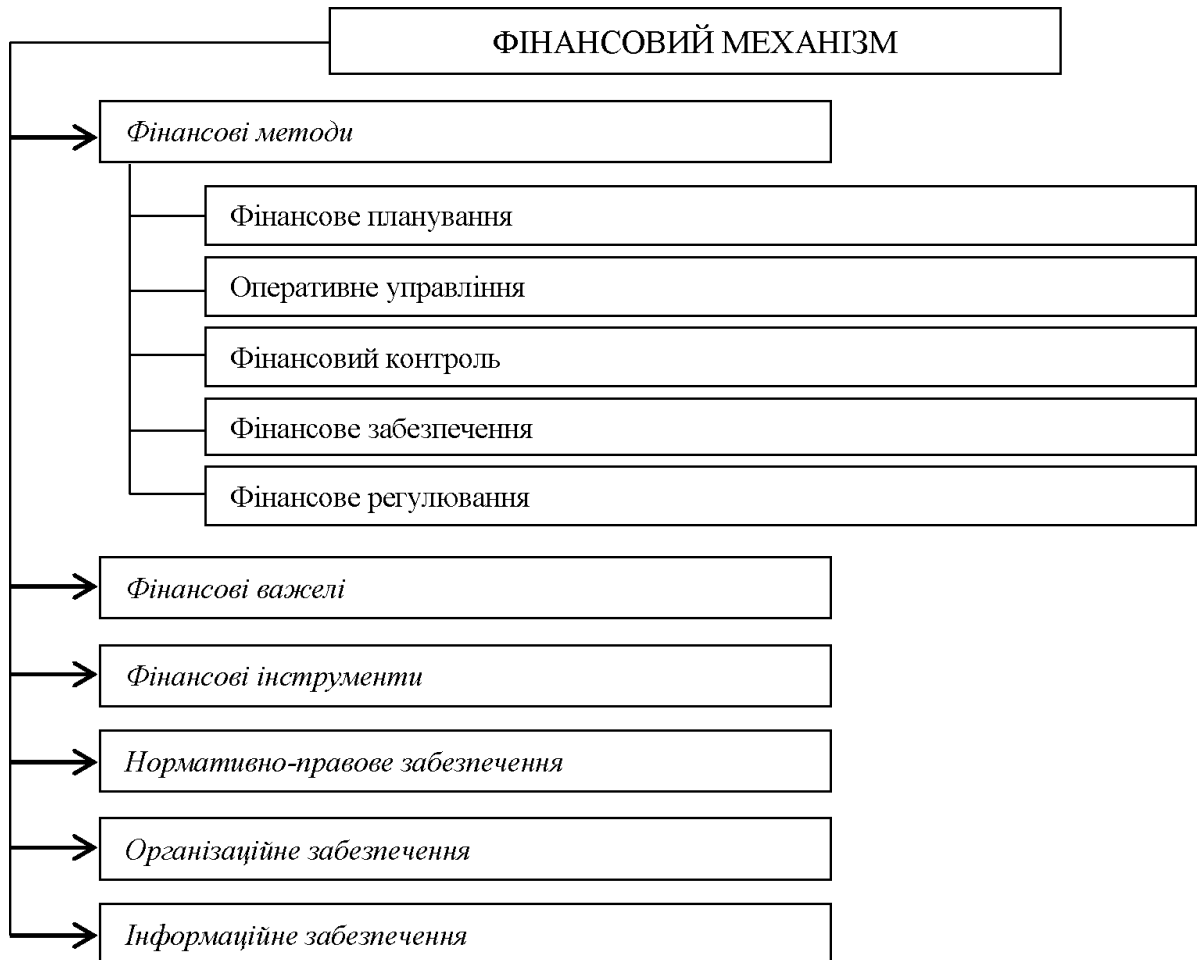 ФІНАНСОВИЙ МЕХАНІЗМ
Фінансові методи
Фінансове планування
Оперативне управління
Фінансовий контроль
Фінансове забезпечення
Фінансове регулювання
Фінансові важелі
Фінансові інструменти
Нормативно-правове забезпечення
Організаційне забезпечення
Інформаційне забезпечення